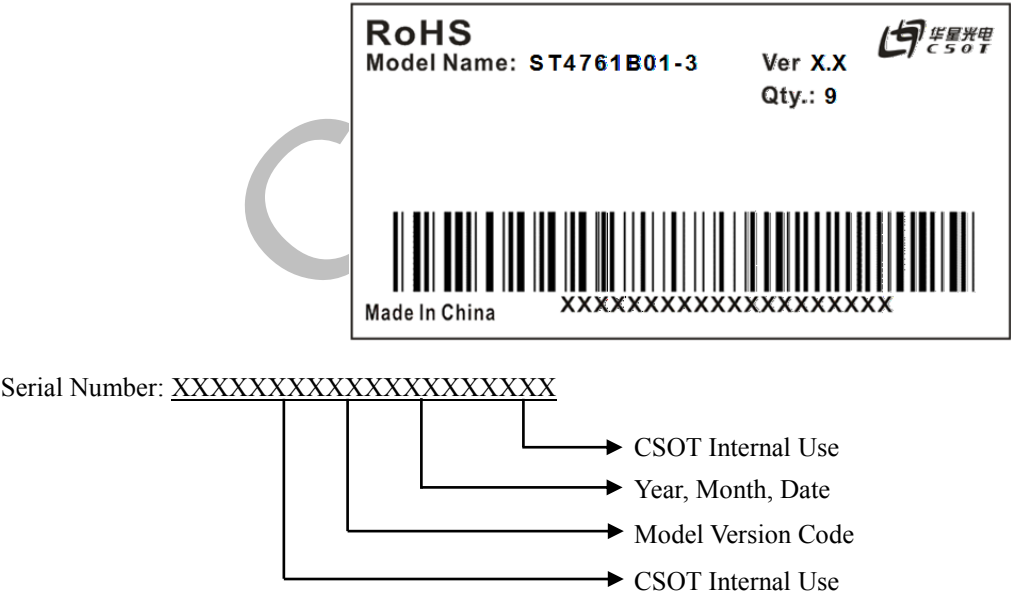 RoHS
Model Name: ST4761B01-3 Ver X.X
Qty.: 9
华星光电
CSOT
Made In China
XXXXXXXXXXXXXXXXXXXX
Serial Number: XXXXXXXXXXXXXXXXXXXX
CSOT Internal Use
Year, Month, Date
Model Version Code
CSOT Internal Use